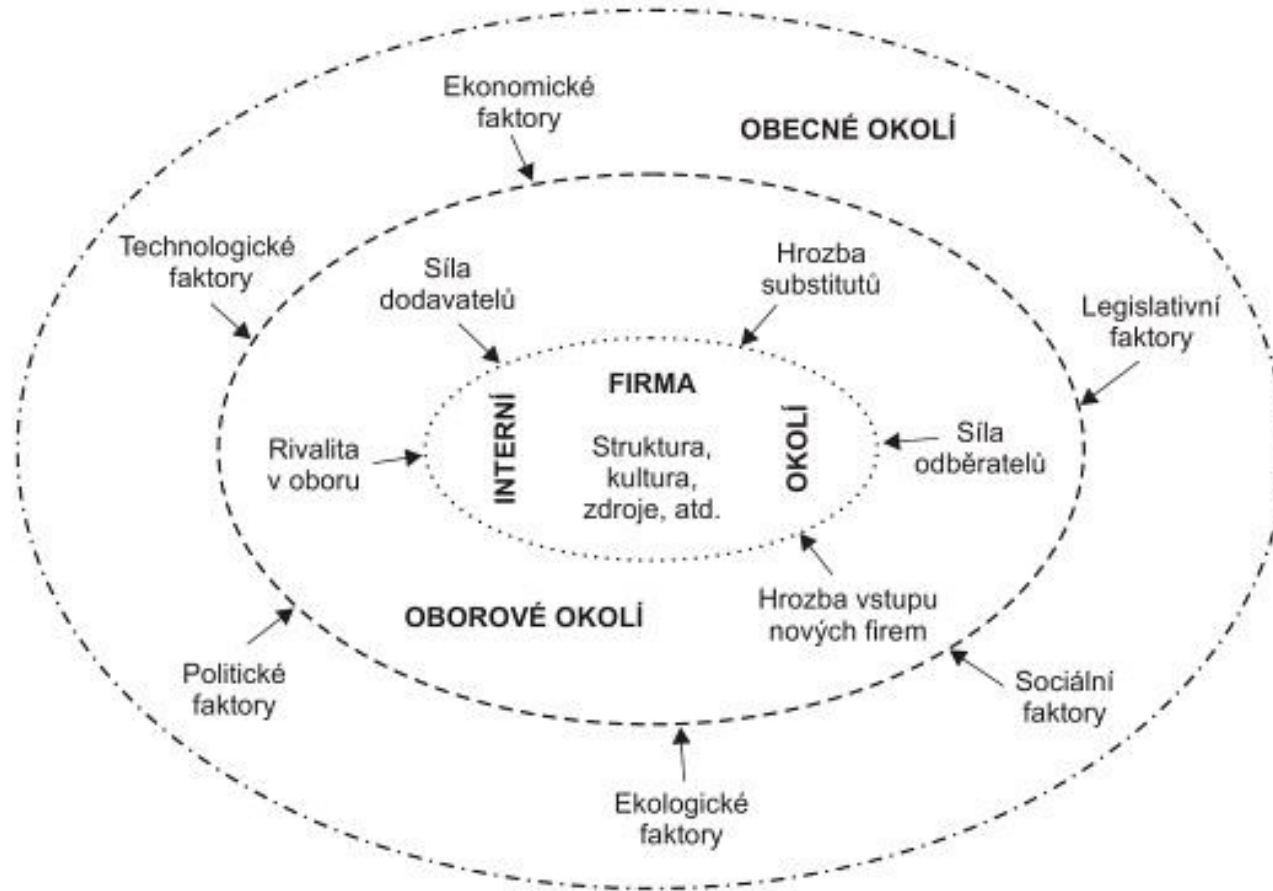 Ekonomické
faktory
OBECNÉ OKOLÍ
Technologické
faktory
Síla
dodavatelů
Hrozba
substitutů
Legislativní
faktory
FIRMA
INTERNÍ
OKOLÍ
Struktura,
kultura,
zdroje, atd.
Rivalita
v oboru
Síla
odběratelů
OBOROVÉ OKOLÍ
Hrozba vstupu
nových firem
Politické
faktory
Sociální
faktory
Ekologické
faktory